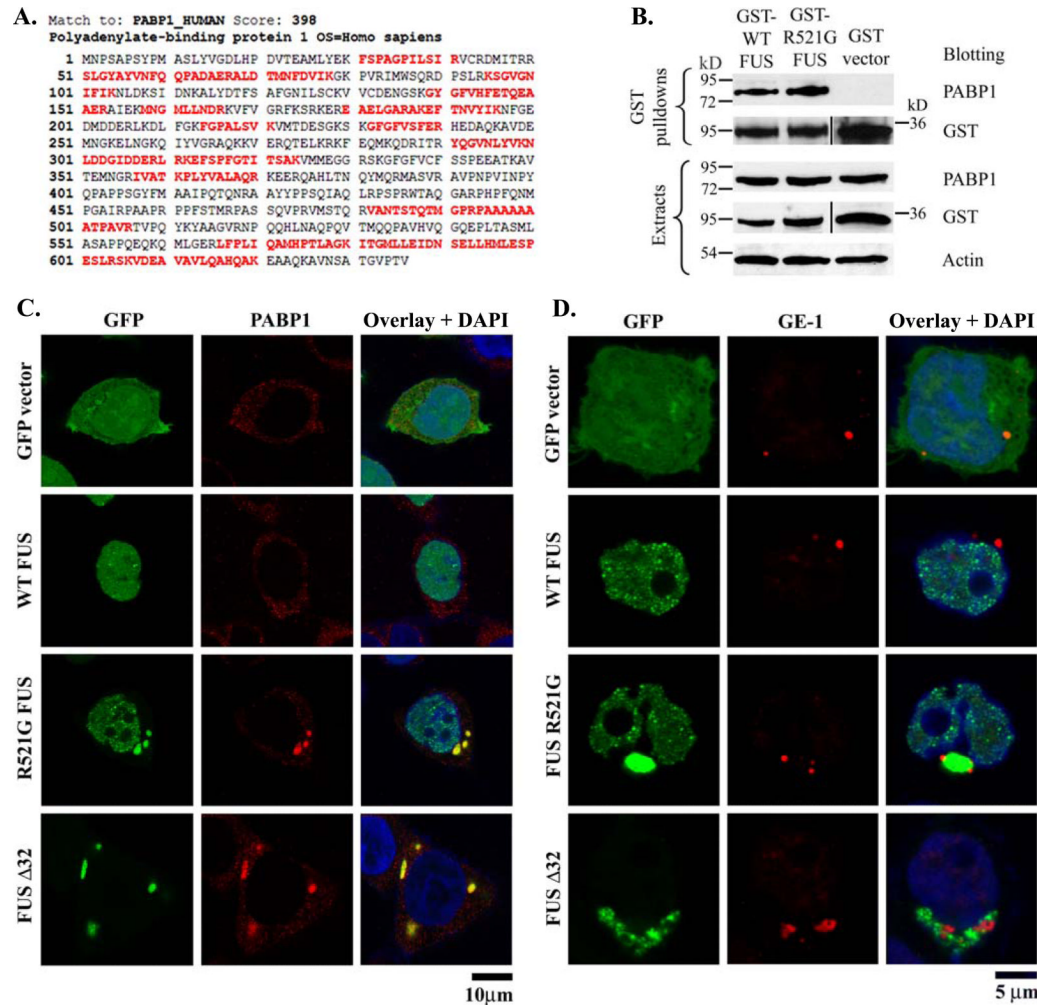 A.
Match to: PABP1_HUMAN Score: 398
Polyadenylate-binding protein 1 OS=Homo sapiens
1 MNPSAPSYPM ASLYVGDLHP DVTEAMLYEK FSPAGPILSI RVCRDMITRR
51 SLGYAYVNFQ QPADAERALD TMNFDVIKGK PVRIMWSQRD PSLRKSGVGN
101 IFIKNLDKSI DNKALYDTFS AFGNILSCKV VCDENGSKGY GFVHFETQEA
151 AERAIEKMNG MLLNDRKVFV GRFKSRKERE AELGARAKEF TNVYIKNFGE
201 DMDDERLKDL FGKFGPALSV KVMTDESGKS KGFGFVSFER HEDAQKAVDE
251 MNGKELNGKQ IYVGRAQKKV ERQTELKRKF EQMKQDRITR YQGVNLYVKN
301 LDDGIDDERL RKEFSPFGTI TSAKVMMEGG RSKGFGFVCF SSPEEATKAV
351 TEMNGRIVAT KPLYVALAQR KEERQAHLTN QYMQRMASVR AVPNPVINPY
401 QPAPPSGYFM AAIPQTQNRA AYYPPSQIAQ LRPSPRWTAQ GARPHPFQNM
451 PGAIRPAAPR PPFSTMRPAS SQVPRVMSTQ RVANTSTQTM GPRPAAAAAA
501 ATPAVRTVPQ YKYAAGVRNP QQHLNAQPQV TMQQPAVHVQ GQEPLTASML
551 ASAPPQEQKQ MLGERLFPLI QAMHPTLAGK ITGMLLEIDN SELLHMLESP
601 ESLRSKVDEA VAVLQAHQAK EAAQKAVNSA TGVPTV
B.
GST-WT FUS GST-R521G FUS GST vector
Blotting
kD
GST pulldowns
95
72
PABP1
kD
95 36 GST
Extracts
95
72
PABP1
95 36 GST
54 Actin
C.
GFP PABP1 Overlay + DAPI
GFP vector
WT FUS
R521G FUS
FUS Δ32
10μm
D.
GFP GE-1 Overlay + DAPI
GFP vector
WT FUS
FUS R521G
FUS Δ32
5 μm